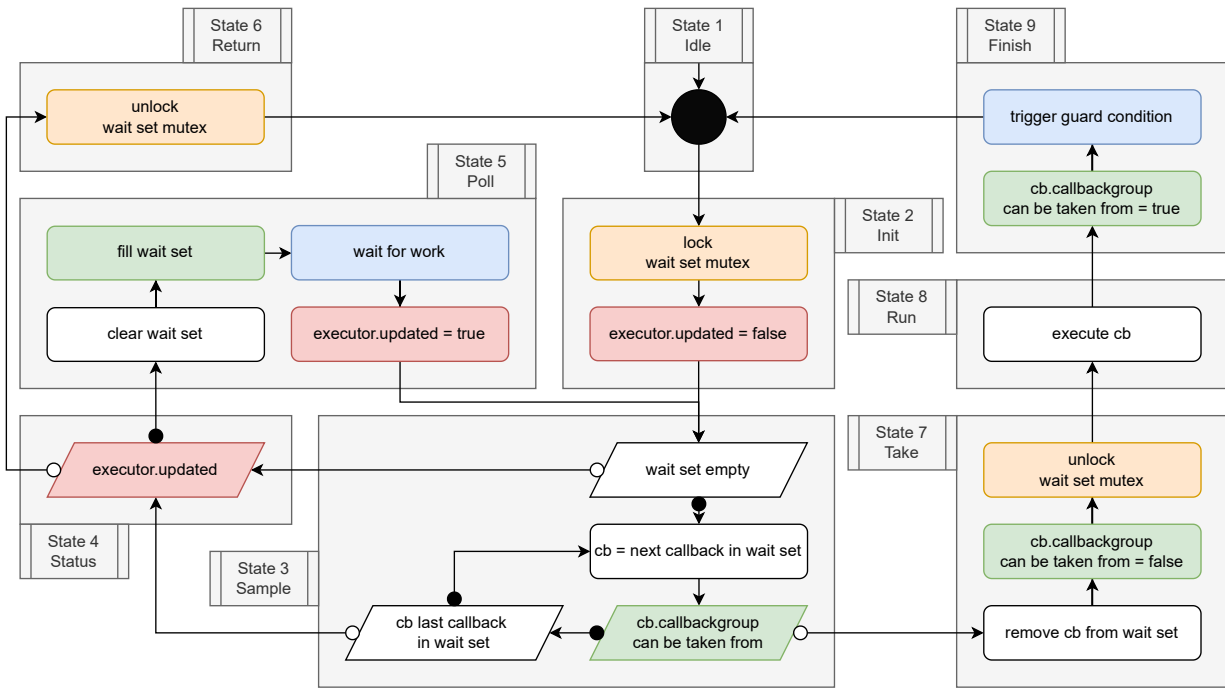 State 6
Return
unlock
wait set mutex
State 1
Idle
State 9
Finish
trigger guard condition
cb.callbackgroup
can be taken from = true
State 5
Poll
fill wait set
wait for work
clear wait set
executor.updated = true
State 2
Init
lock
wait set mutex
executor.updated = false
State 8
Run
execute cb
State 4
Status
executor.updated
State 3
Sample
wait set empty
cb = next callback in wait set
cb last callback
in wait set
cb.callbackgroup
can be taken from
State 7
Take
unlock
wait set mutex
cb.callbackgroup
can be taken from = false
remove cb from wait set